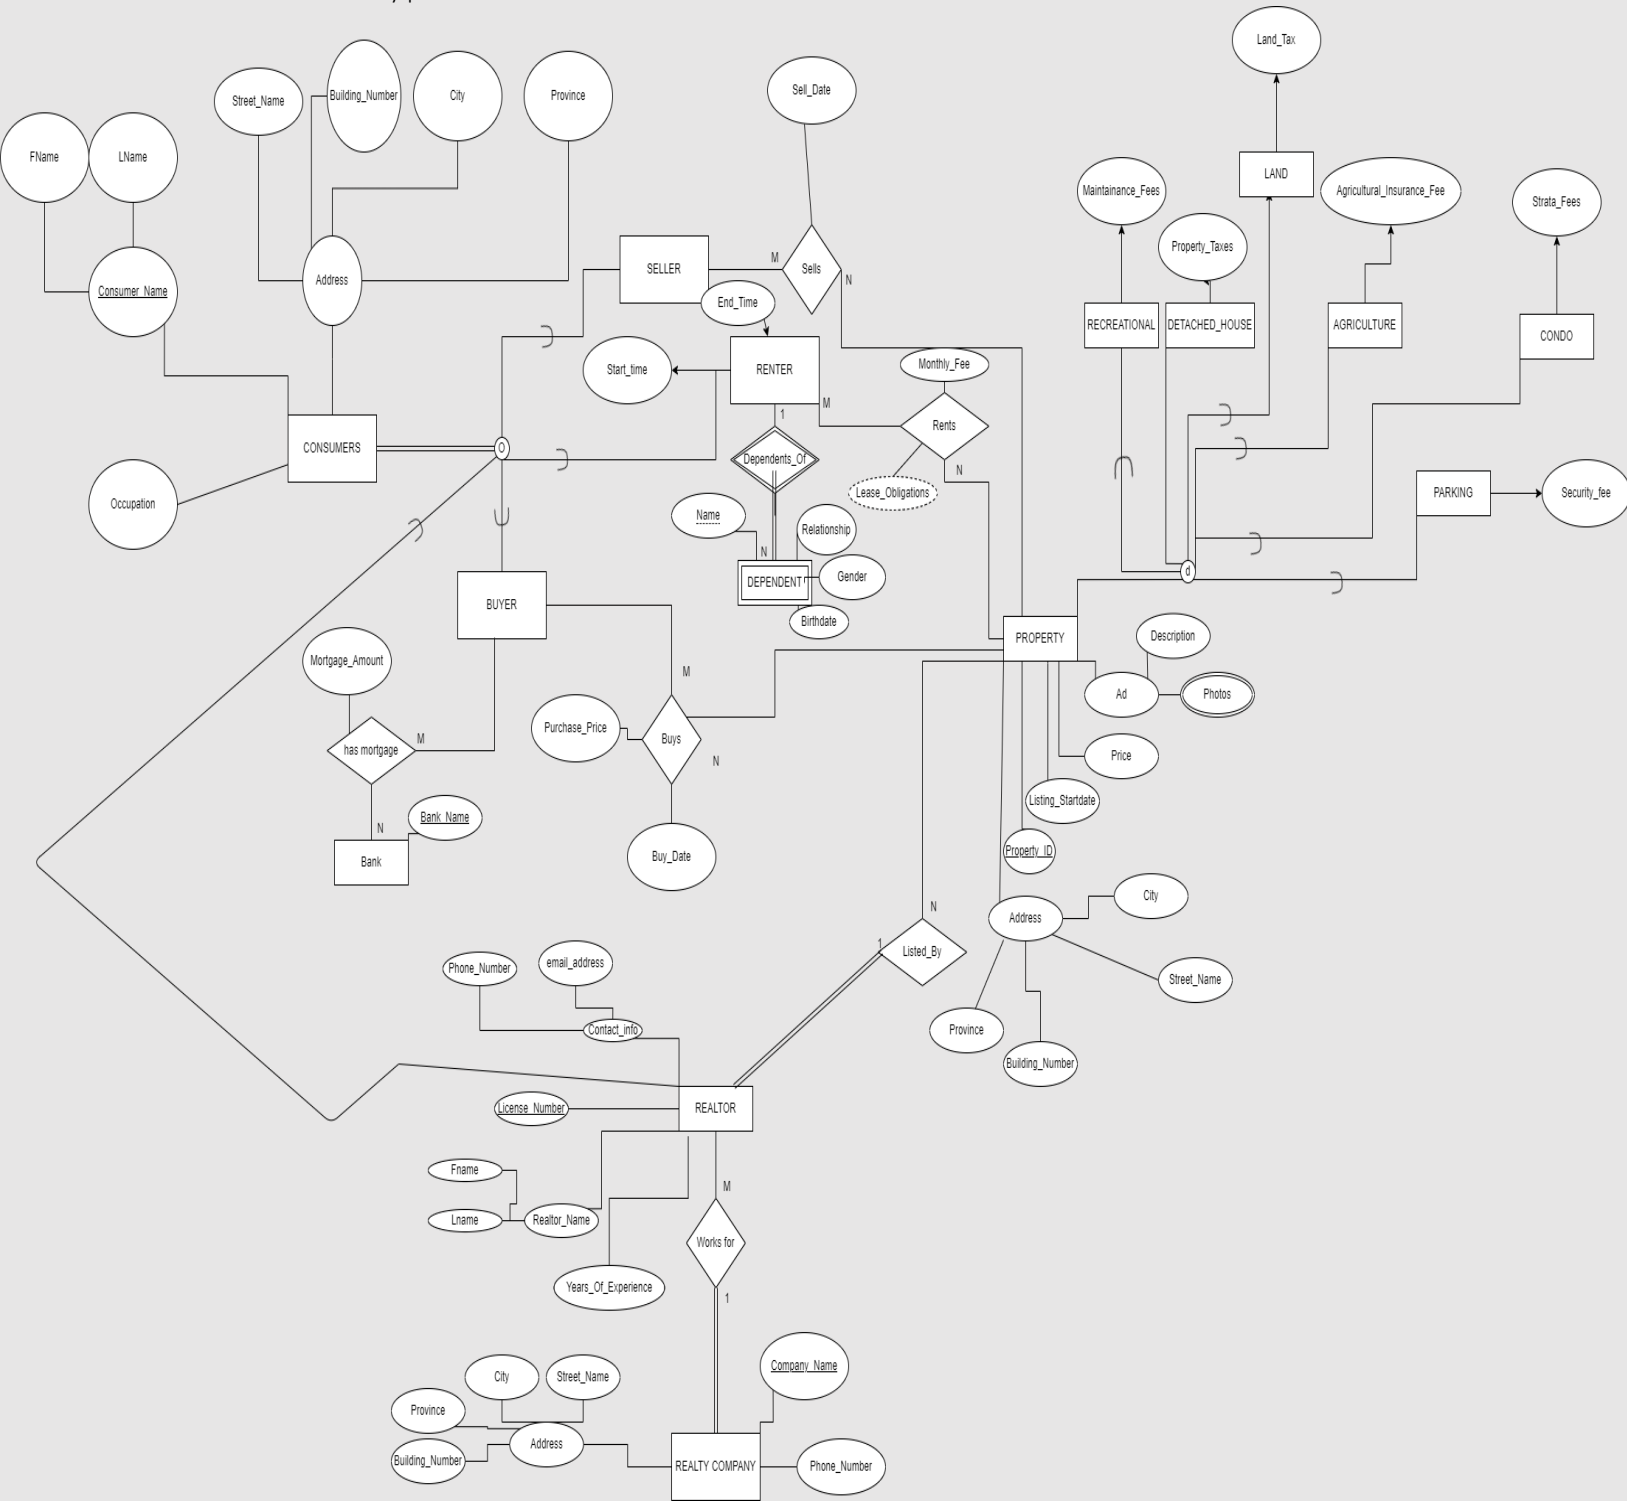 Land_Tax
Street_Name
Building_Number
City
Province
Sell_Date
FName
LName
LAND
Maintainance_Fees
Agricultural_Insurance_Fee
Strata_Fees
Property_Taxes
Consumer_Name
Address
SELLER
M
Sells
N
End_Time
RECREATIONAL
DETACHED_HOUSE
AGRICULTURE
CONDO
Start_time
RENTER
Monthly_Fee
M
1
Rents
CONSUMERS
O
Dependents_Of
N
Occupation
Lease_Obligations
PARKING
Security_fee
Name
Relationship
N
DEPENDENT
Gender
d
BUYER
Birthdate
PROPERTY
Description
Mortgage_Amount
M
Ad
Photos
Purchase_Price
Buys
has mortgage
M
N
Price
Listing_Startdate
Bank_Name
N
Bank
Buy_Date
Property_ID
City
N
Address
1
Listed_By
Phone_Number
email_address
Street_Name
Contact_info
Province
Building_Number
License_Number
REALTOR
Fname
M
Lname
Realtor_Name
Works for
Years_Of_Experience
1
Company_Name
City
Street_Name
Province
Address
Building_Number
REALTY COMPANY
Phone_Number